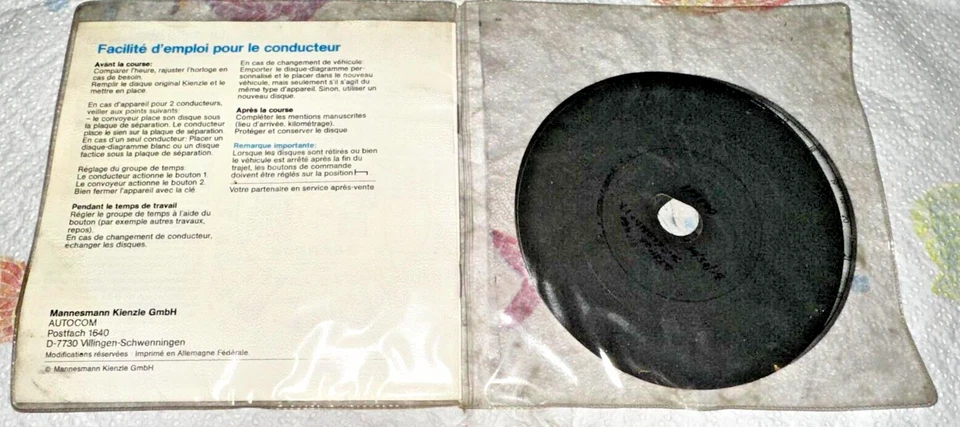 Facilité d'emploi pour le conducteur
Avant la course:
Comparer l'heure, rajuster l'horloge en
cas de besoin.
Remplir le disque original Kienzle et le
mettre en place.
En cas d'appareil pour 2 conducteurs,
veiller aux points suivants:
– le convoyeur place son disque sous
la plaque de séparation. Le conducteur
place le sien sur la plaque de séparation.
En cas d'un seul conducteur: Placer un
disque-diagramme blanc ou un disque
factice sous la plaque de séparation.
Réglage du groupe de temps:
Le conducteur actionne le bouton 1.
Le convoyeur actionne le bouton 2.
Bien fermer l'appareil avec la clé
Pendant le temps de travail
Régler le groupe de temps à l'aide du
bouton (par exemple autres travaux,
repos).
En cas de changement de conducteur,
echanger les disques.
En cas de changement de véhicule:
Emporter le disque-diagramme per-
sonnalisé et le placer dans le nouveau
véhicule, mais seulement s'il s'agit du
même type d'appareil. Sinon, utiliser un
nouveau disque.
Après la course
Compléter les mentions manuscrites
(lieu d'arrivée, kilométrage).
Protéger et conserver le disque
Remarque importante:
Lorsque les disques sont rétirés ou bien
le véhicule est arrêté après la fin du
trajet, les boutons de commande
doivent être réglés sur la position
Votre partenaire en service après-vente
Mannesmann Kienzle GmbH
AUTOCOM
Postfach 1640
D-7730 Villingen-Schwenningen
Modifications réservées · Imprimé en Allemagne Fédérale
© Mannesmann Kienzle GmbH